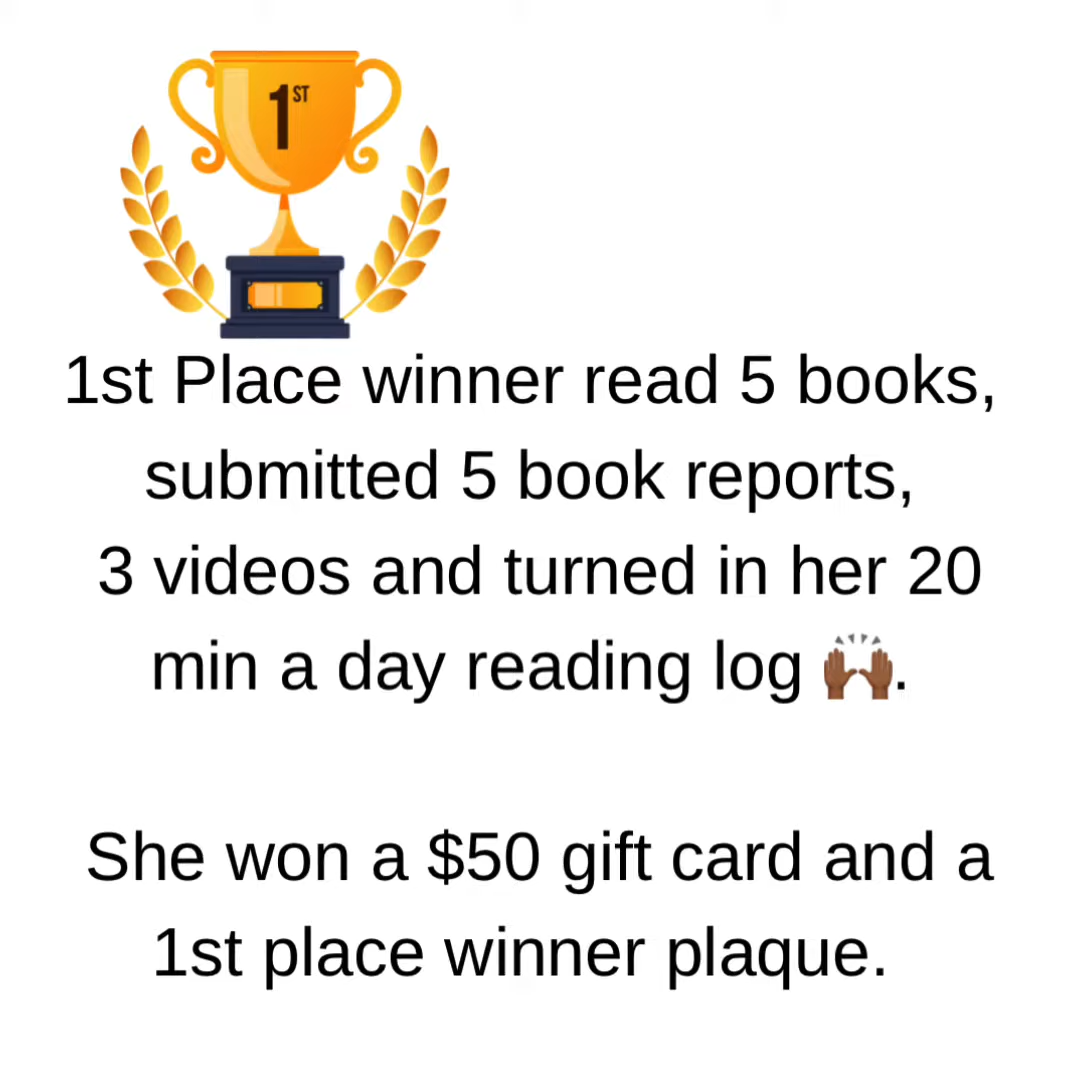 1ST
1st Place winner read 5 books,
submitted 5 book reports,
3 videos and turned in her 20
min a day reading log 🙌🏾.
She won a $50 gift card and a
1st place winner plaque.